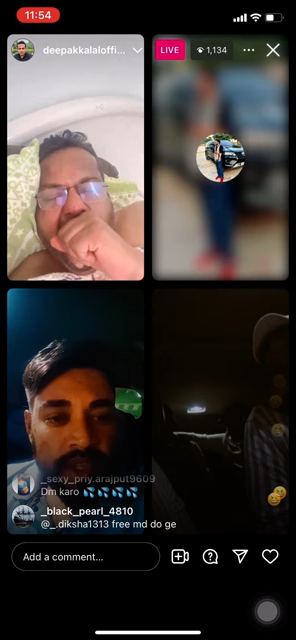 11:54
deepakkalaloffi...
LIVE
1,134
_sexy_priy.arajput9609
Dm karo 💦💦💦💦
_black_pearl_4810
@_.diksha1313 free md do ge
Add a comment...